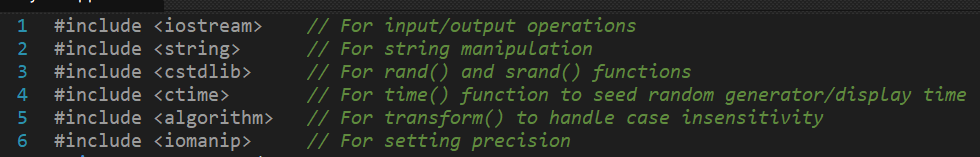 1 #include <iostream> // For input/output operations
2 #include <string> // For string manipulation
3 #include <cstdlib> // For rand() and srand() functions
4 #include <ctime> // For time() function to seed random generator/display time
5 #include <algorithm> // For transform() to handle case insensitivity
6 #include <iomanip> // For setting precision